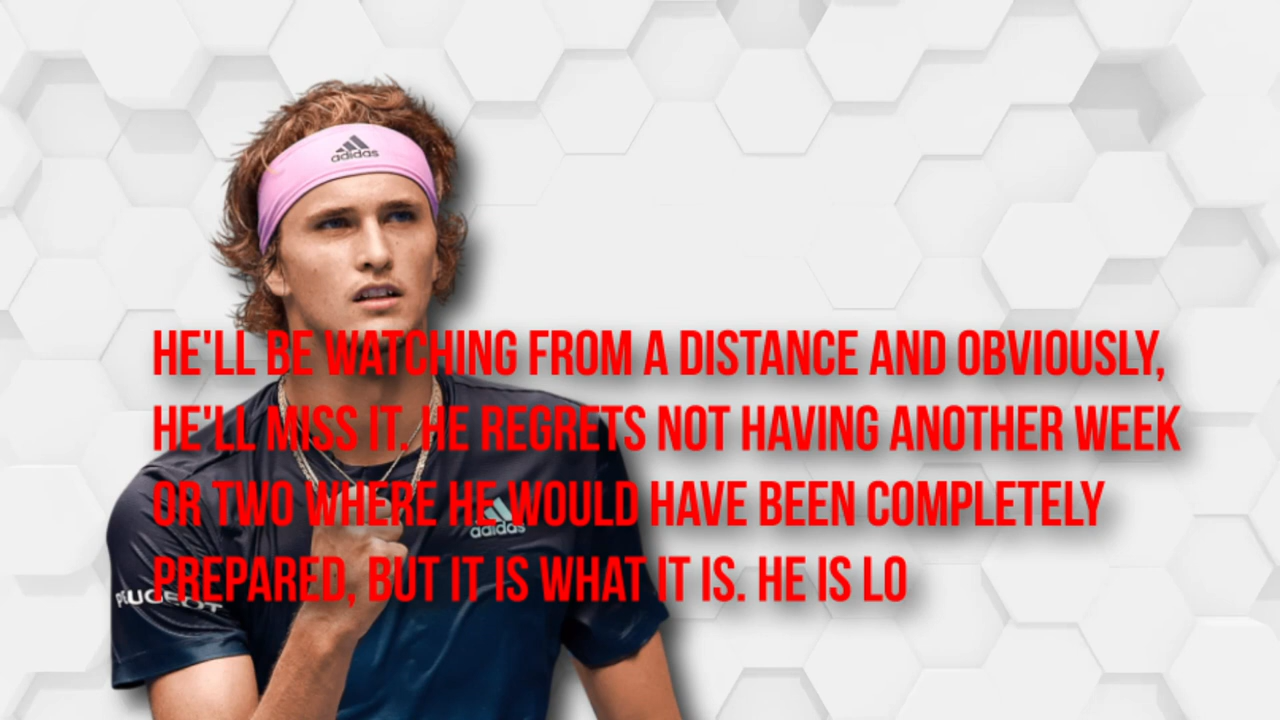 adidas
HE'LL BE WATCHING FROM A DISTANCE AND OBVIOUSLY,
HE'LL MISS IT. HE REGRETS NOT HAVING ANOTHER WEEK
OR TWO WHERE HE WOULD HAVE BEEN COMPLETELY
adidas
PREPARED, BUT IT IS WHAT IT IS. HE IS LO
PEUGEOT